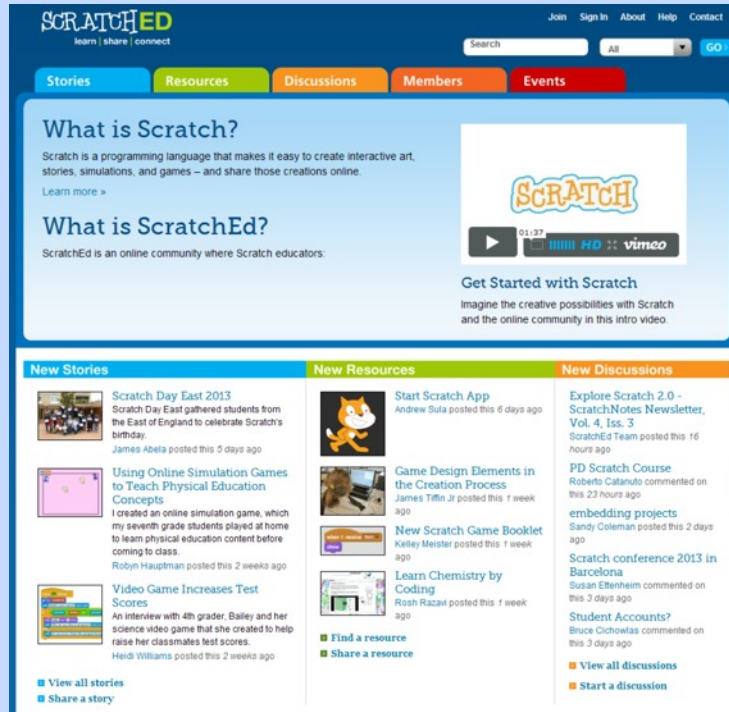 SCRATCHED
learn | share | connect
Join Sign In About Help Contact
Search
All
GO
Stories
Resources
Discussions
Members
Events
What is Scratch?
Scratch is a programming language that makes it easy to create interactive art,
stories, simulations, and games – and share those creations online.
Learn more »
What is ScratchEd?
ScratchEd is an online community where Scratch educators:
SCRATCH
01:37
HD vimeo
Get Started with Scratch
Imagine the creative possibilities with Scratch
and the online community in this intro video.
New Stories
Scratch Day East 2013
Scratch Day East gathered students from
the East of England to celebrate Scratch's
birthday.
James Abela posted this 5 days ago
Using Online Simulation Games
to Teach Physical Education
Concepts
I created an online simulation game, which
my seventh grade students played at home
to learn physical education content before
coming to class.
Robyn Hauptman posted this 2 weeks ago
Video Game Increases Test
Scores
An interview with 4th grader, Bailey and her
science video game that she created to help
raise her classmates test scores.
Heidi Williams posted this 2 weeks ago
View all stories
Share a story
New Resources
Start Scratch App
Andrew Sula posted this 6 days ago
Game Design Elements in
the Creation Process
James Tiffin Jr posted this 1 week
ago
New Scratch Game Booklet
Kelley Meister posted this 1 week
ago
Learn Chemistry by
Coding
Rosh Razavi posted this 1 week
ago
Find a resource
Share a resource
New Discussions
Explore Scratch 2.0 -
ScratchNotes Newsletter,
Vol. 4, Iss. 3
ScratchEd Team posted this 16
hours ago
PD Scratch Course
Roberto Catanuto commented on
this 23 hours ago
embedding projects
Sandy Coleman posted this 2 days
ago
Scratch conference 2013 in
Barcelona
Susan Ettenheim commented on
this 3 days ago
Student Accounts?
Bruce Cichowlas commented on
this 3 days ago
View all discussions
Start a discussion